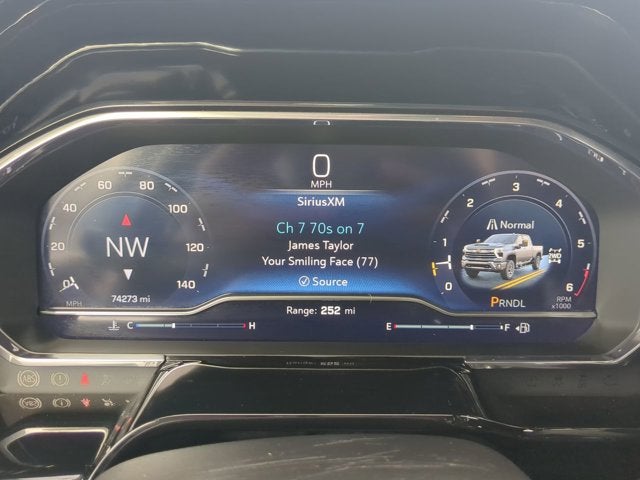 0
MPH
SiriusXM
Ch 7 70s on 7
James Taylor
Your Smiling Face (77)
Source
Range: 252 mi
20 40 60 80 100 120 140
NW
MPH
74273 mi
C H
0 1 2 3 4 5 6
Normal
2WD
PRNDL
RPM
x1000
E F
ABS